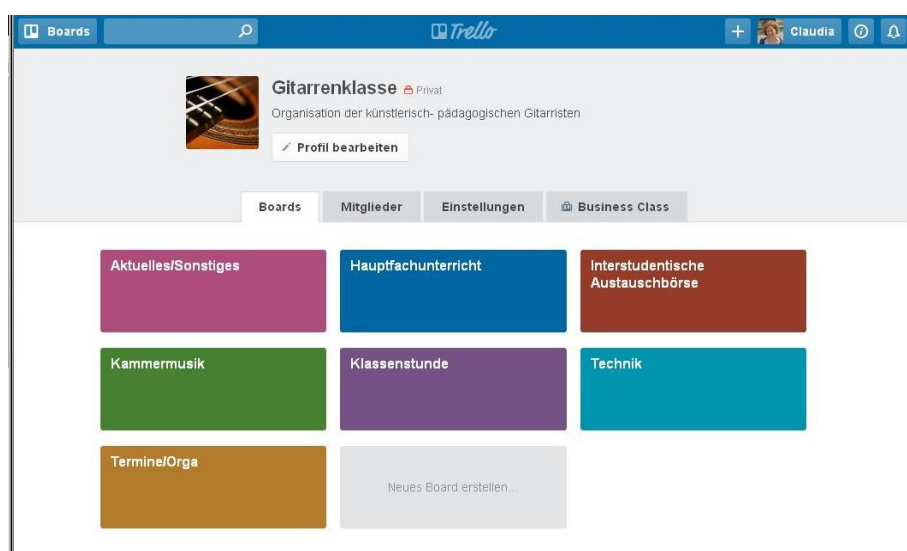 Boards
Trello
Claudia
Gitarrenklasse Privat
Organisation der künstlerisch- pädagogischen Gitarristen
Profil bearbeiten
Boards Mitglieder Einstellungen Business Class
Aktuelles/Sonstiges
Hauptfachunterricht
Interstudentische
Austauschbörse
Kammermusik
Klassenstunde
Technik
Termine/Orga
Neues Board erstellen...